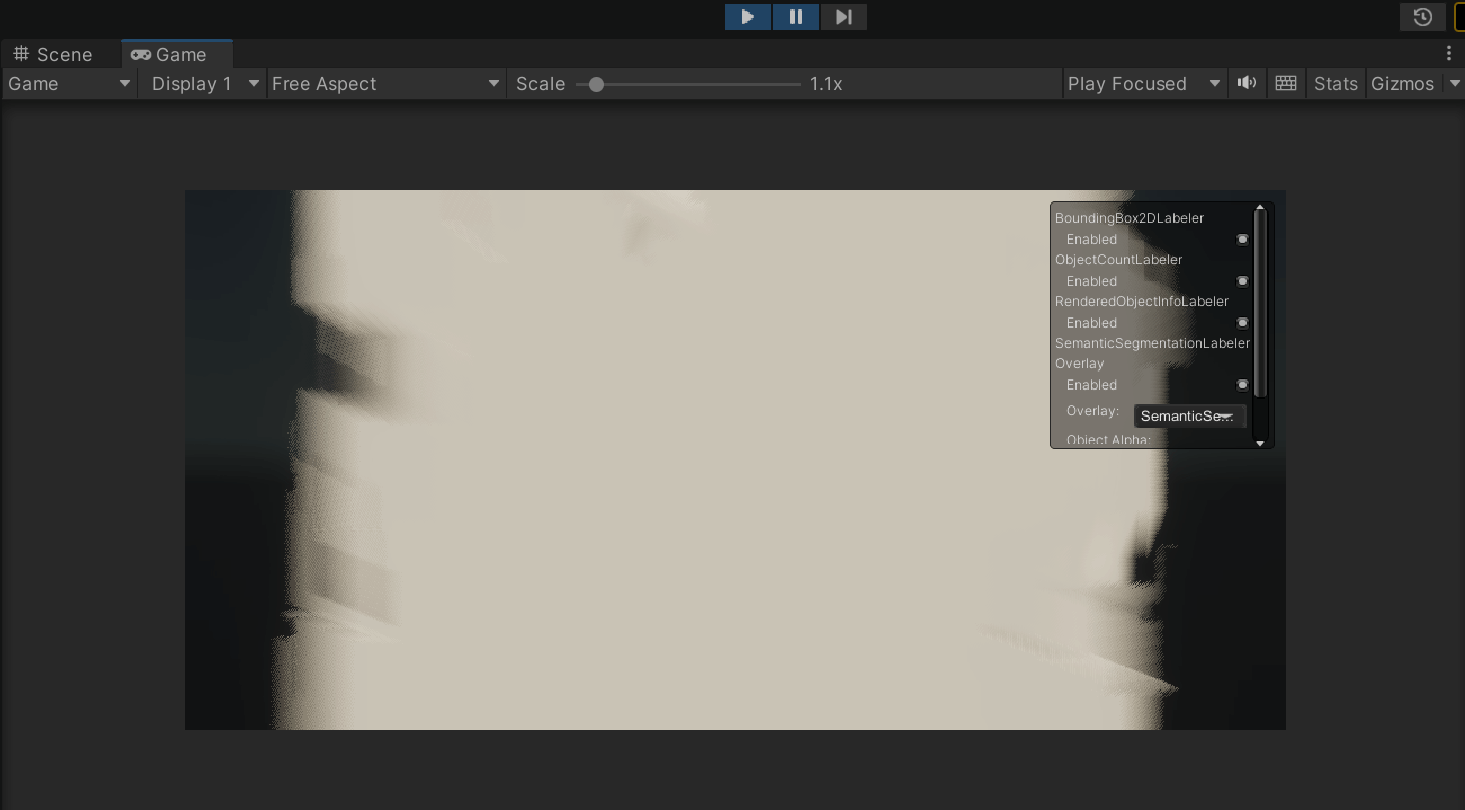 Scene
Game
Game
Display 1
Free Aspect
Scale
1.1x
Play Focused
Stats
Gizmos
BoundingBox2DLabeler
Enabled
ObjectCountLabeler
Enabled
RenderedObjectInfoLabeler
Enabled
SemanticSegmentationLabeler
Overlay
Enabled
Overlay:
SemanticSe...
Object Alpha: